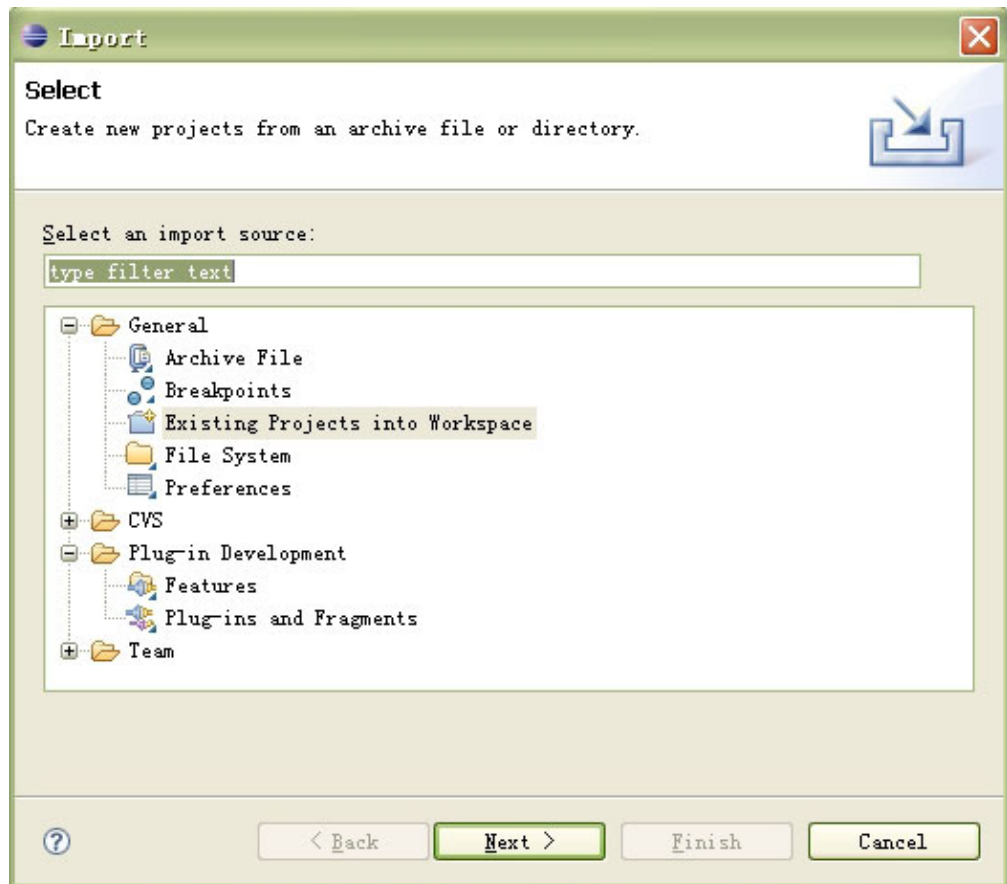 Import
Select
Create new projects from an archive file or directory.
Select an import source:
type filter text
General
Archive File
Breakpoints
Existing Projects into Workspace
File System
Preferences
CVS
Plug-in Development
Features
Plug-ins and Fragments
Team
? < Back Next > Finish Cancel